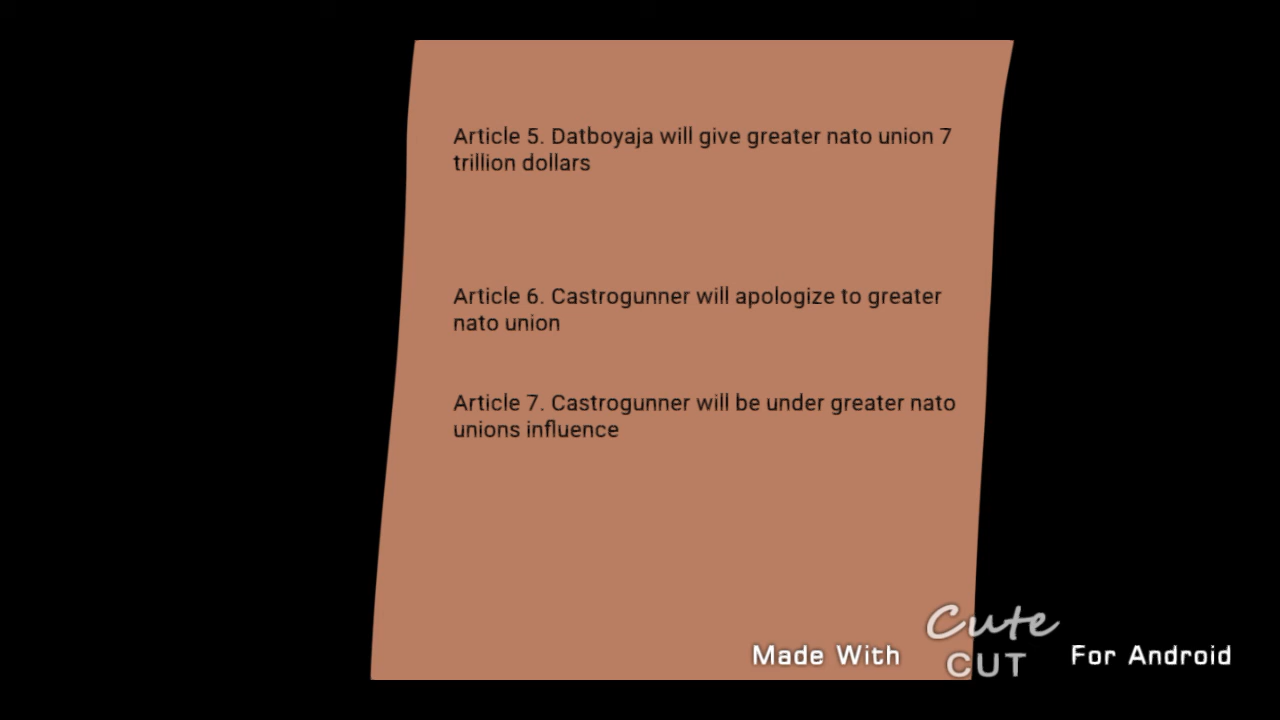 Article 5. Datboyaja will give greater nato union 7
trillion dollars
Article 6. Castrogunner will apologize to greater
nato union
Article 7. Castrogunner will be under greater nato
unions influence
Made With Cute CUT For Android